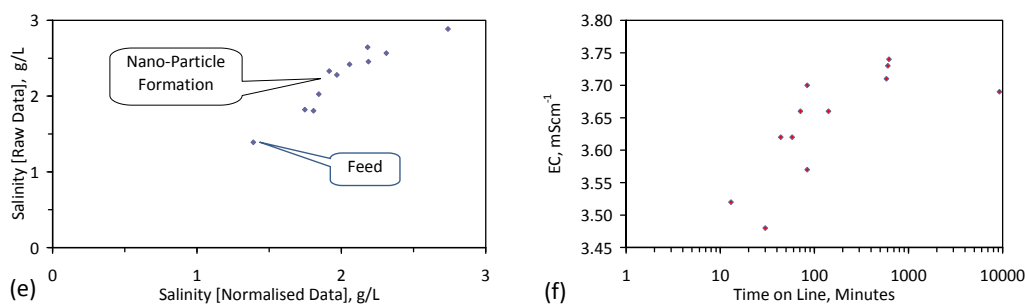 3
2
1
0
Salinity [Raw Data], g/L
Nano-Particle
Formation
Feed
0 1 2 3
Salinity [Normalised Data], g/L
(e)
3.80
3.75
3.70
3.65
3.60
3.55
3.50
3.45
EC, mScm⁻¹
1 10 100 1000 10000
Time on Line, Minutes
(f)